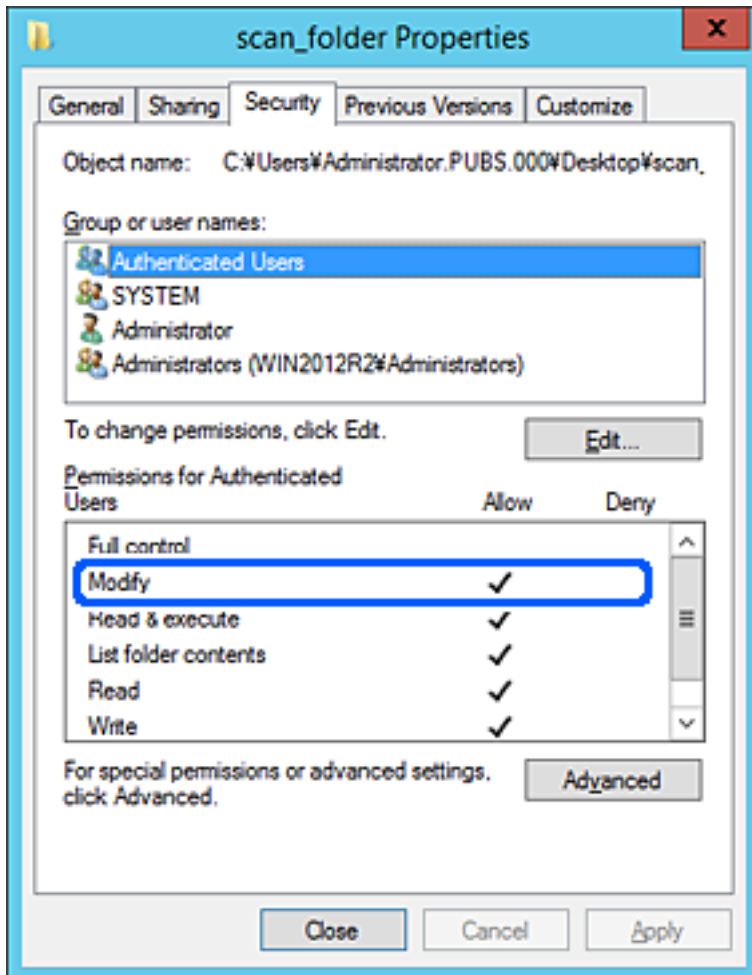 scan_folder Properties
x
General Sharing Security Previous Versions Customize
Object name: C:¥Users¥Administrator.PUBS.000¥Desktop¥scan_
Group or user names:
Authenticated Users
SYSTEM
Administrator
Administrators (WIN2012R2¥Administrators)
To change permissions, click Edit. Edit...
Permissions for Authenticated
Users Allow Deny
Full control
Modify
Read & execute
List folder contents
Read
Write
For special permissions or advanced settings, Advanced
click Advanced.
Close Cancel Apply